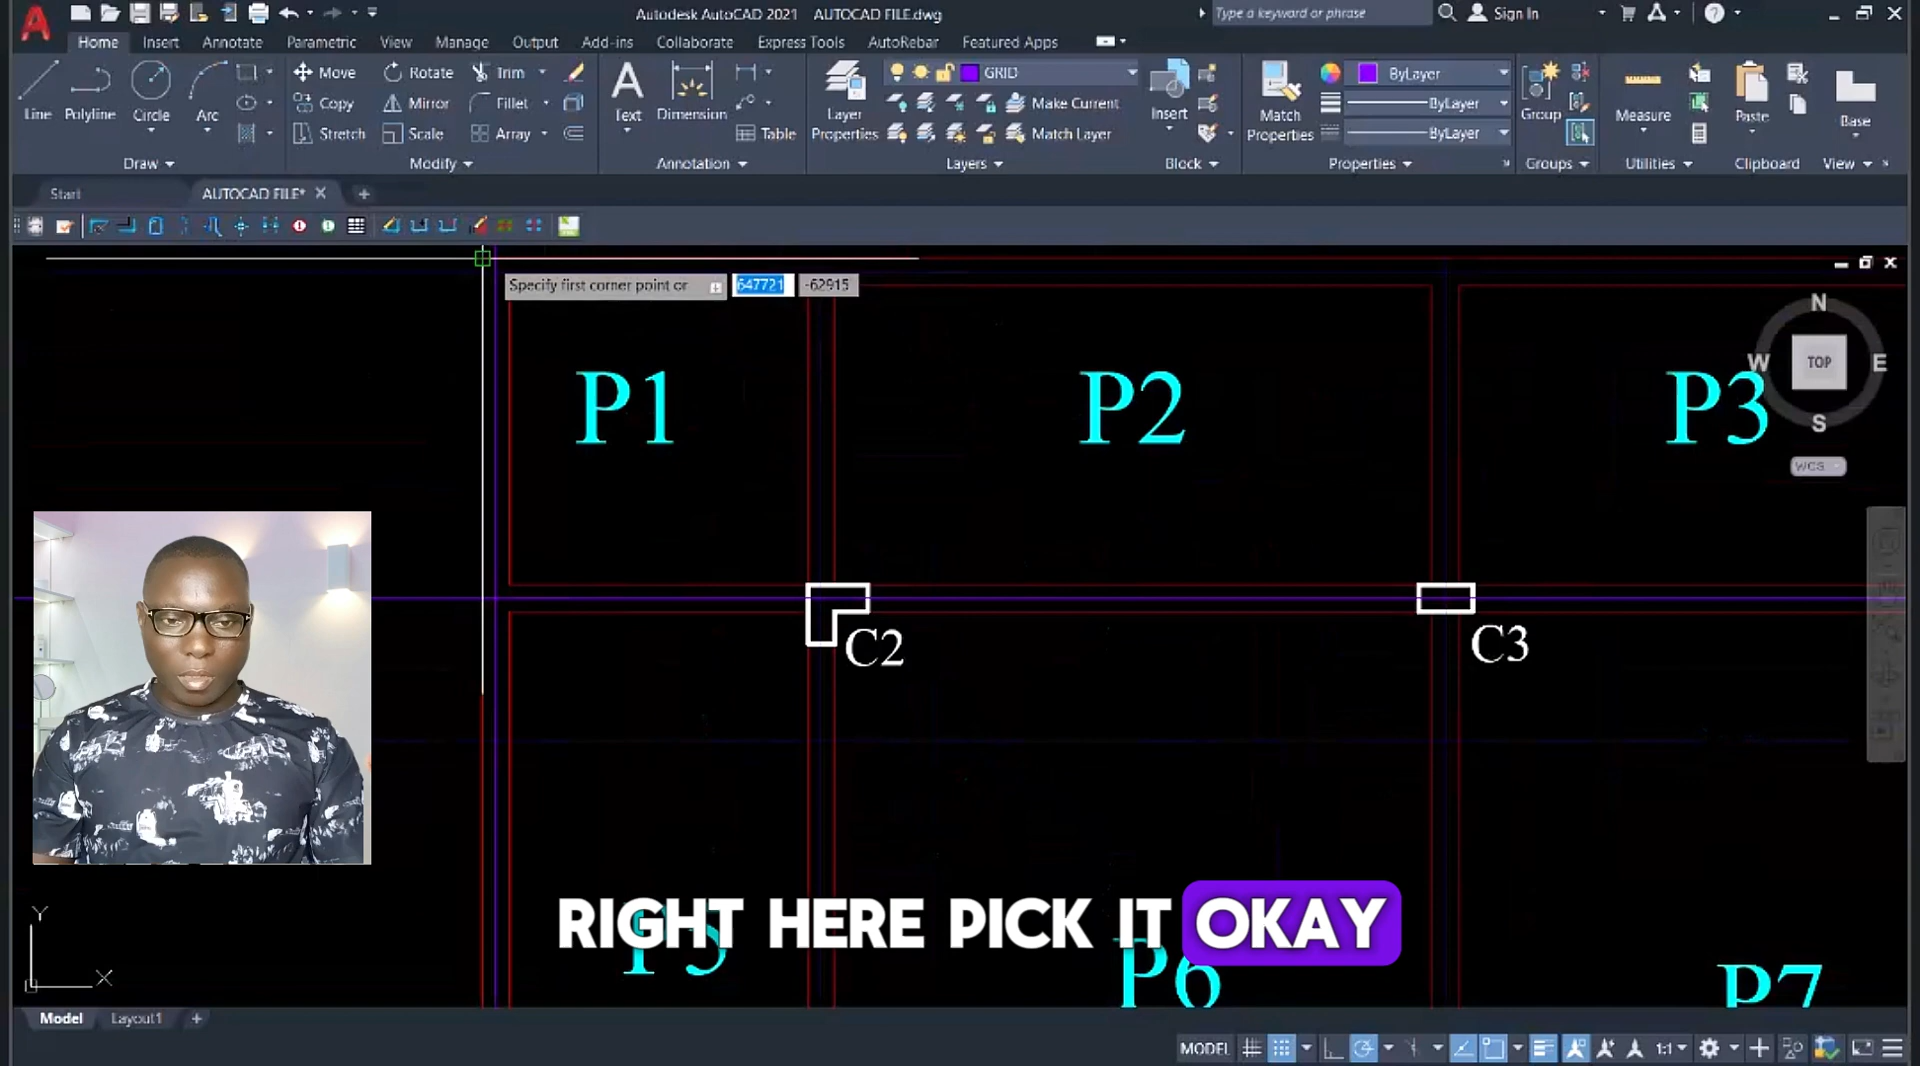 Autodesk AutoCAD 2021 AUTOCAD FILE.dwg
Type a keyword or phrase
Sign In
Home Insert Annotate Parametric View Manage Output Add-ins Collaborate Express Tools AutoRebar Featured Apps
Line Polyline Circle Arc
Move Rotate Trim
Copy Mirror Fillet
Stretch Scale Array
Text Dimension Table
Layer Properties
GRID
Make Current
Match Layer
Insert
Match Properties
ByLayer
ByLayer
ByLayer
Group Measure Paste Base
Draw Modify Annotation Layers Block Properties Groups Utilities Clipboard View
Start AUTOCAD FILE*
Specify first corner point or 647721 -62915
N
W TOP E
S
WCS
P1 P2 P3
C2 C3
P5 P6 P7
RIGHT HERE PICK IT OKAY
Y
X
Model Layout1
MODEL 1:1